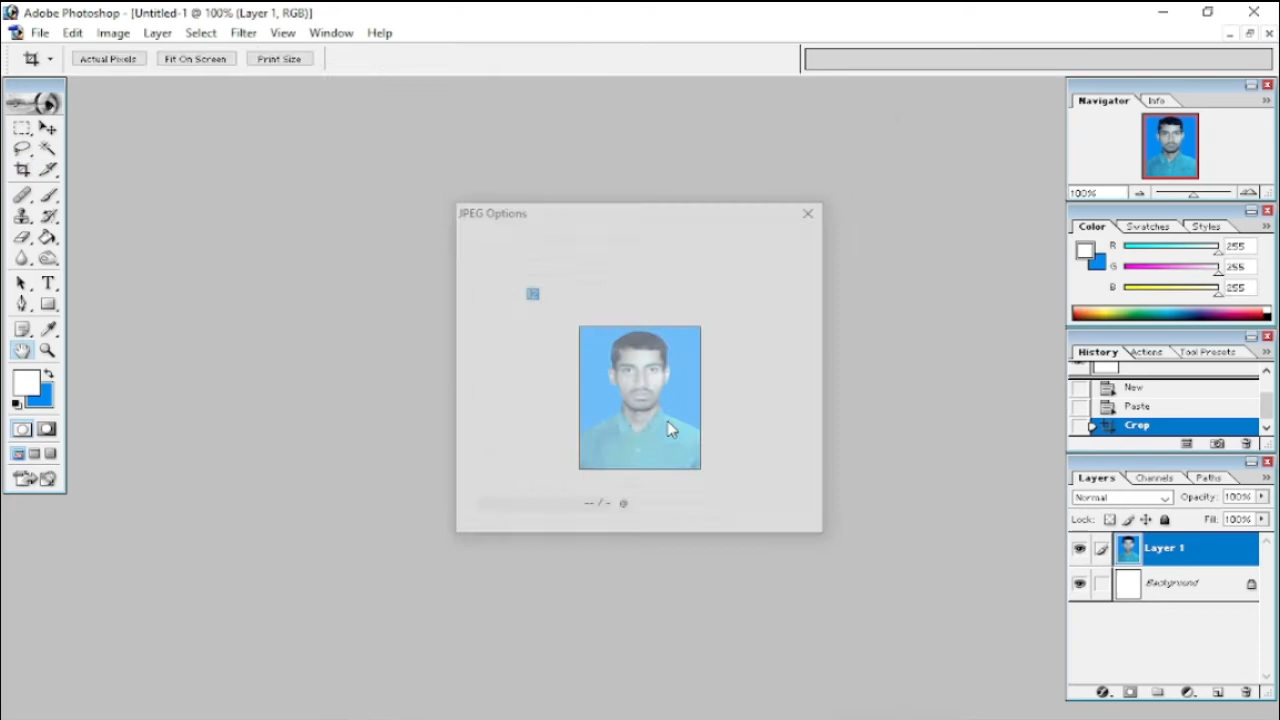 Adobe Photoshop - [Untitled-1 @ 100% (Layer 1, RGB)]
File Edit Image Layer Select Filter View Window Help
Actual Pixels Fit On Screen Print Size
Navigator Info
100%
Color Swatches Styles
R 255
G 255
B 255
JPEG Options
-- / - @
History Actions Tool Presets
New
Paste
Crop
Layers Channels Paths
Normal Opacity: 100%
Lock: Fill: 100%
Layer 1
Background